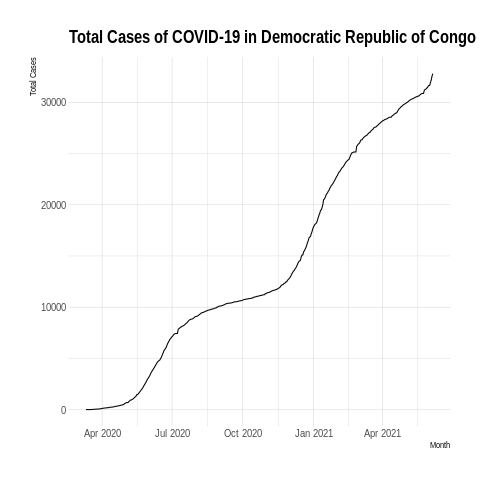 Total Cases of COVID-19 in Democratic Republic of Congo
Total Cases
30000
20000
10000
0
Apr 2020 Jul 2020 Oct 2020 Jan 2021 Apr 2021
Month